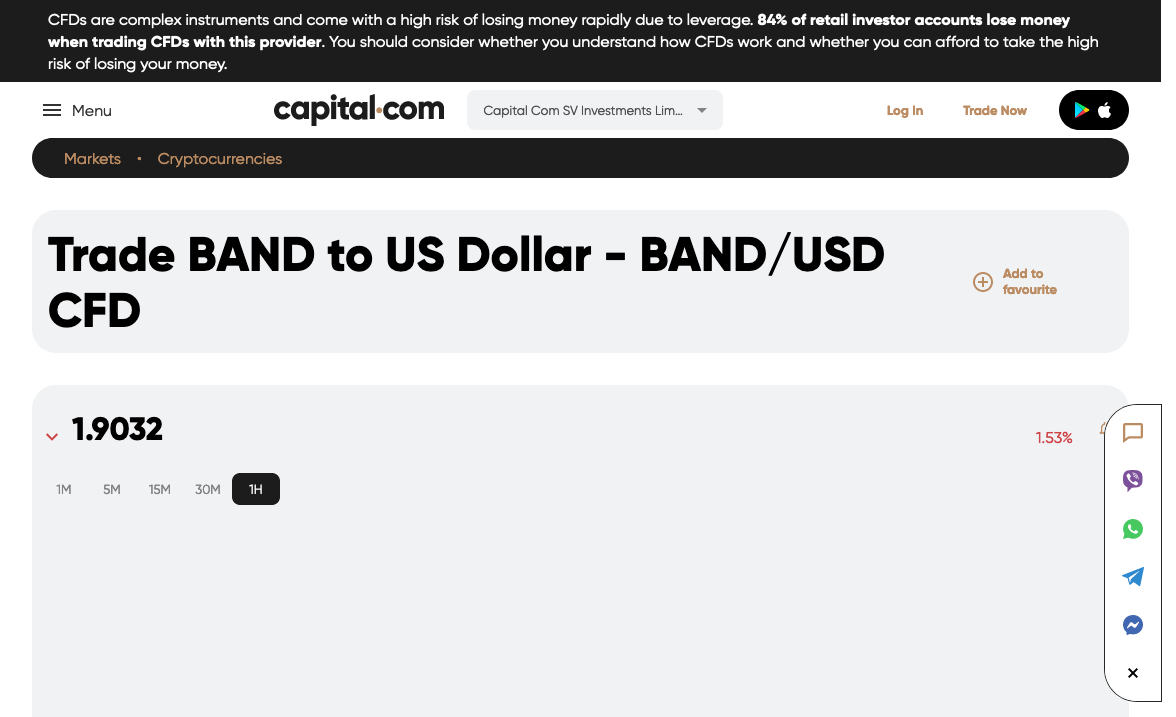 CFDs are complex instruments and come with a high risk of losing money rapidly due to leverage. 84% of retail investor accounts lose money
when trading CFDs with this provider. You should consider whether you understand how CFDs work and whether you can afford to take the high
risk of losing your money.
Menu
capital.com
Capital Com SV Investments Lim...
Log In
Trade Now
Markets • Cryptocurrencies
Trade BAND to US Dollar - BAND/USD
CFD
Add to
favourite
1.9032
1.53%
1M 5M 15M 30M 1H